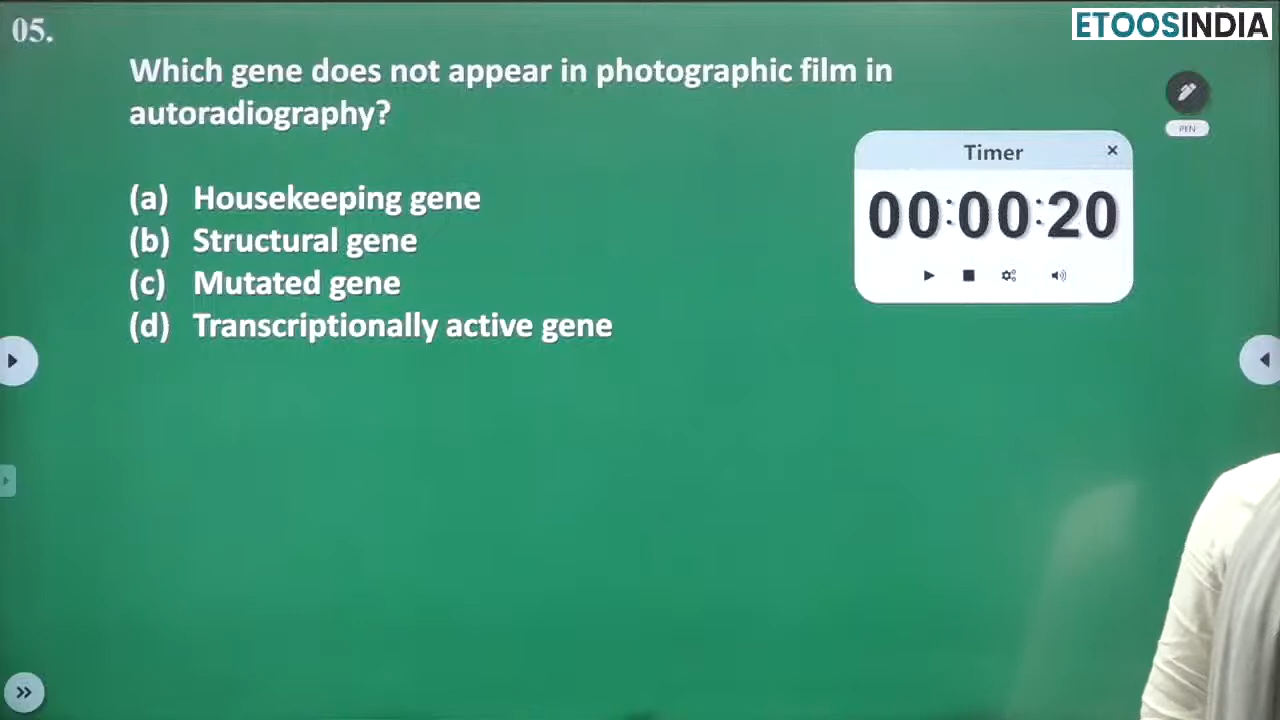 05.
ETOOSINDIA
Which gene does not appear in photographic film in
autoradiography?
PEN
Timer
00:00:20
(a) Housekeeping gene
(b) Structural gene
(c) Mutated gene
(d) Transcriptionally active gene